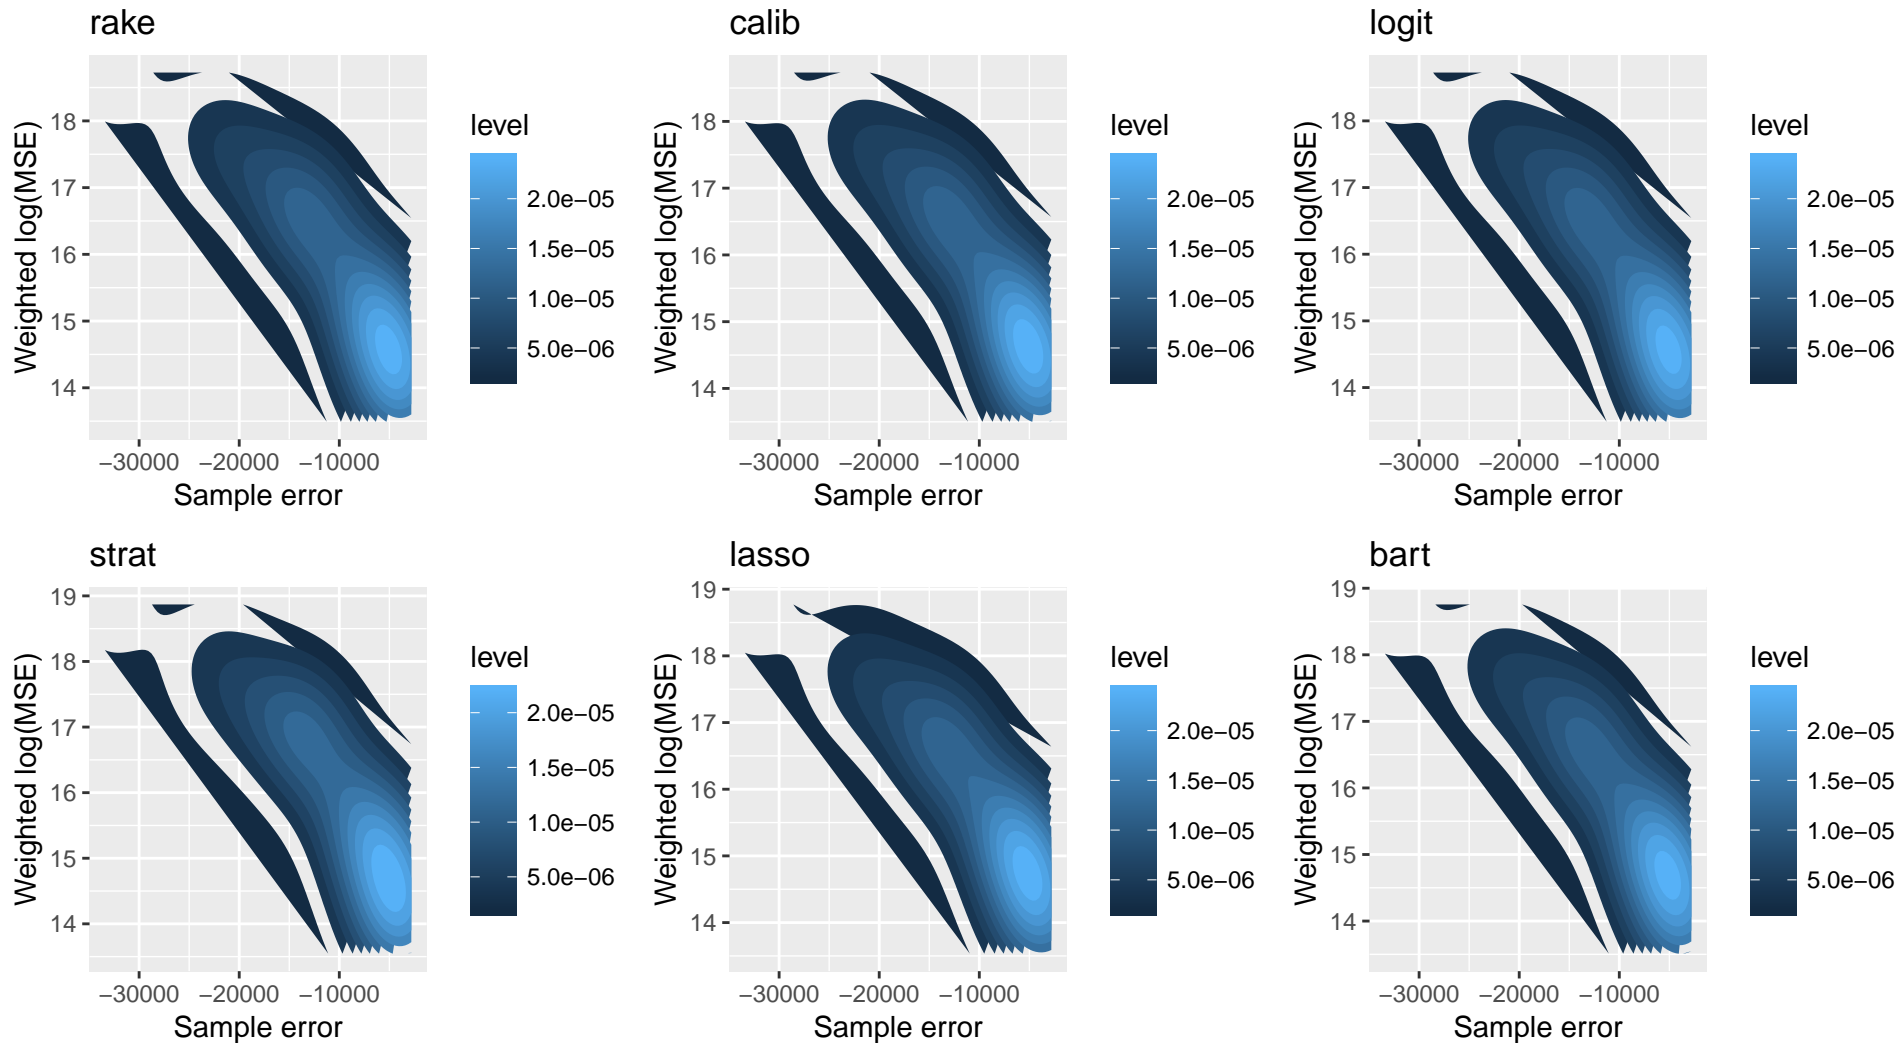 rake
Weighted log(MSE)
18
17
16
15
14
−30000 −20000 −10000
Sample error
level
2.0e−05
1.5e−05
1.0e−05
5.0e−06
calib
Weighted log(MSE)
18
17
16
15
14
−30000 −20000 −10000
Sample error
level
2.0e−05
1.5e−05
1.0e−05
5.0e−06
logit
Weighted log(MSE)
18
17
16
15
14
−30000 −20000 −10000
Sample error
level
2.0e−05
1.5e−05
1.0e−05
5.0e−06
strat
Weighted log(MSE)
19
18
17
16
15
14
−30000 −20000 −10000
Sample error
level
2.0e−05
1.5e−05
1.0e−05
5.0e−06
lasso
Weighted log(MSE)
19
18
17
16
15
14
−30000 −20000 −10000
Sample error
level
2.0e−05
1.5e−05
1.0e−05
5.0e−06
bart
Weighted log(MSE)
19
18
17
16
15
14
−30000 −20000 −10000
Sample error
level
2.0e−05
1.5e−05
1.0e−05
5.0e−06